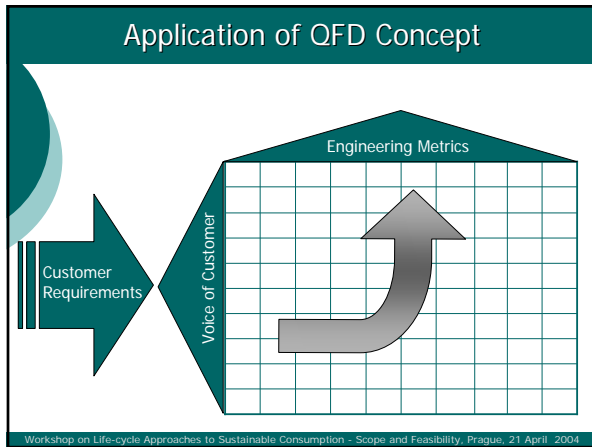 Application of QFD Concept
Engineering Metrics
Voice of Customer
Customer
Requirements
Workshop on Life-cycle Approaches to Sustainable Consumption - Scope and Feasibility, Prague, 21 April 2004